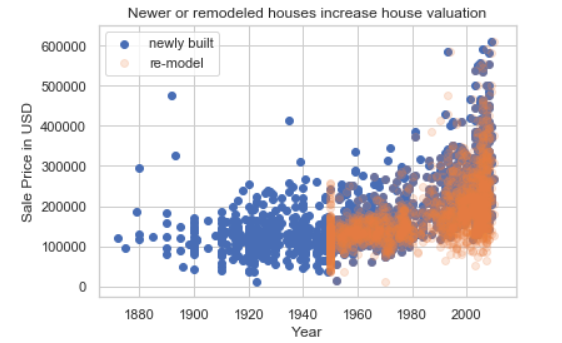 Newer or remodeled houses increase house valuation
newly built
re-model
600000
500000
400000
300000
200000
100000
0
Sale Price in USD
1880 1900 1920 1940 1960 1980 2000
Year